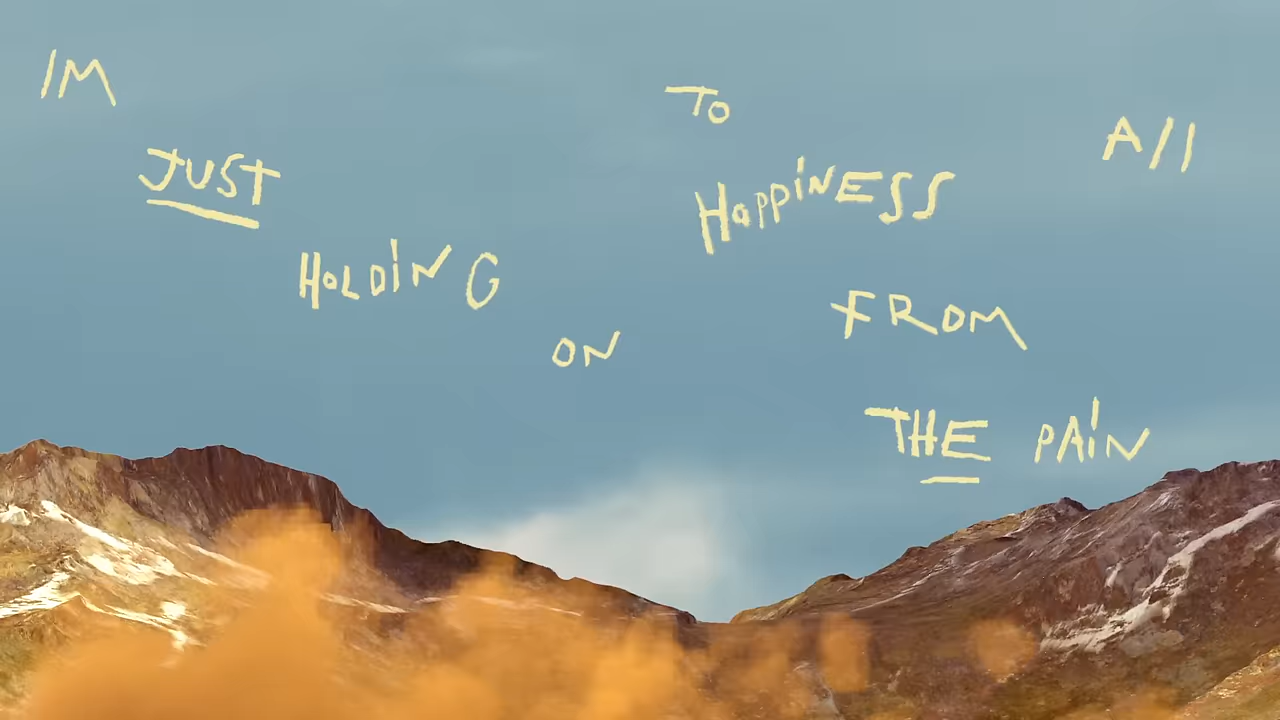 IM
JUST
HOLDING
ON
To
HappiNESS
FROM
All
THE PAiN